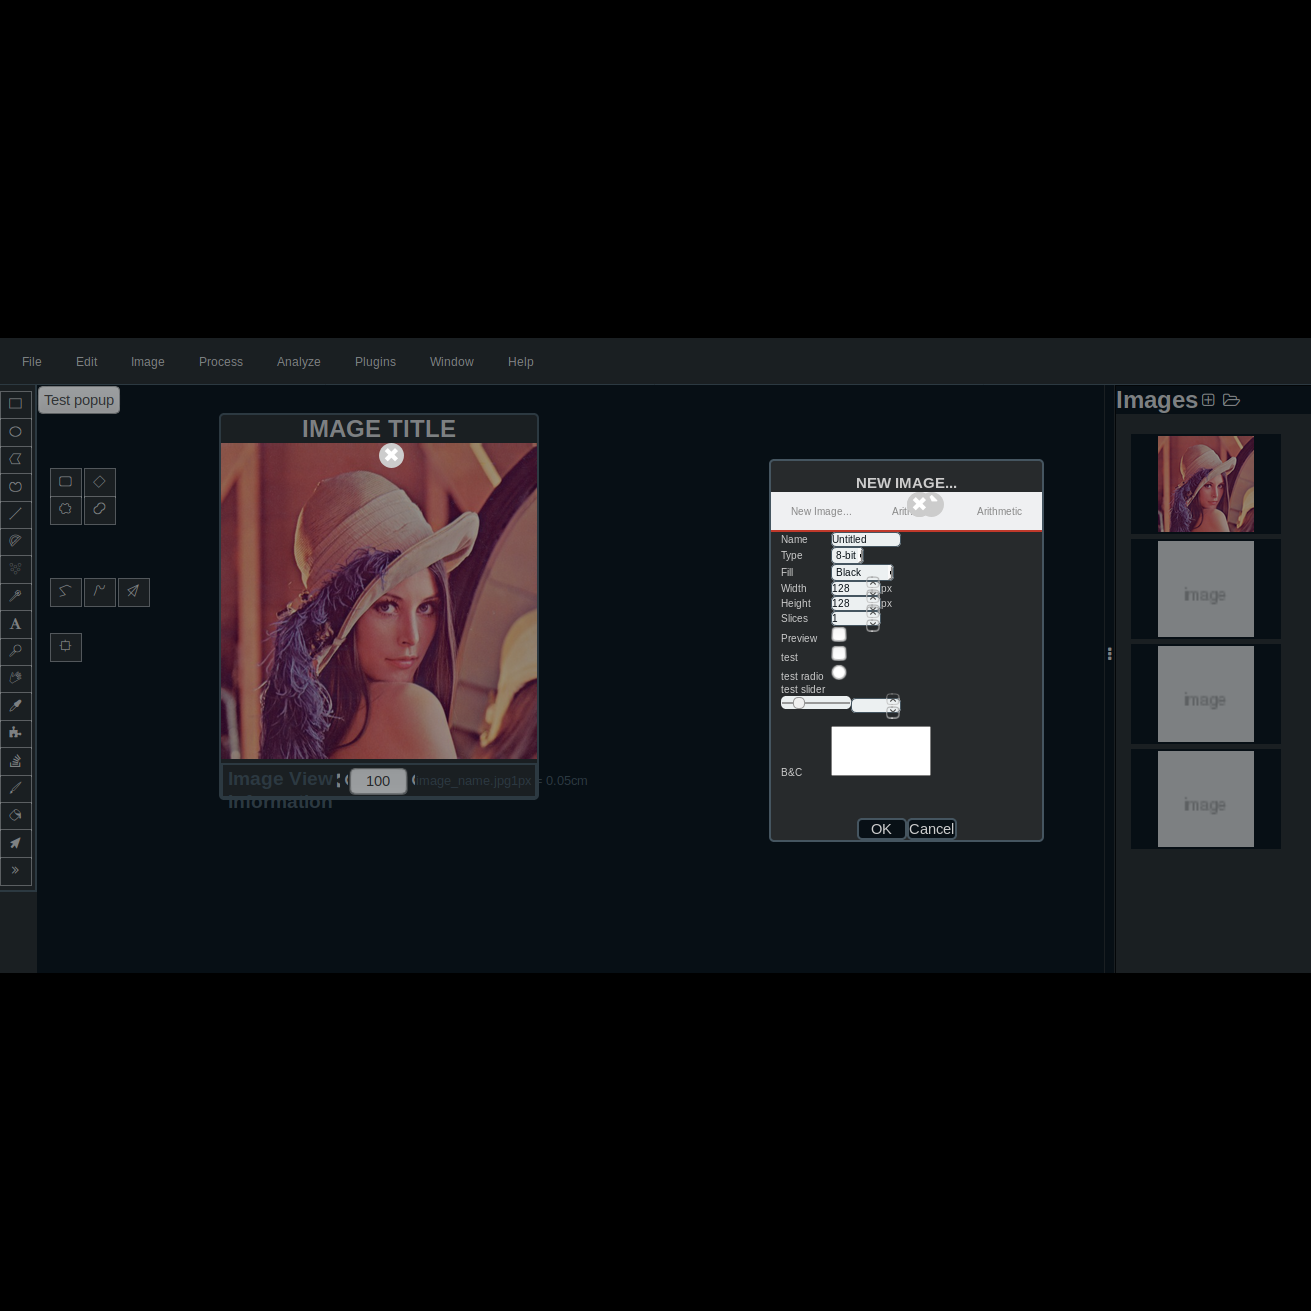 File Edit Image Process Analyze Plugins Window Help
Test popup
IMAGE TITLE
Image View
Information
100
image_name.jpg1px = 0.05cm
NEW IMAGE...
New Image... Arithmetic
Name Untitled
Type 8-bit
Fill Black
Width 128 px
Height 128 px
Slices 1
Preview
test
test radio
test slider
B&C
OK Cancel
Images
image
image
image